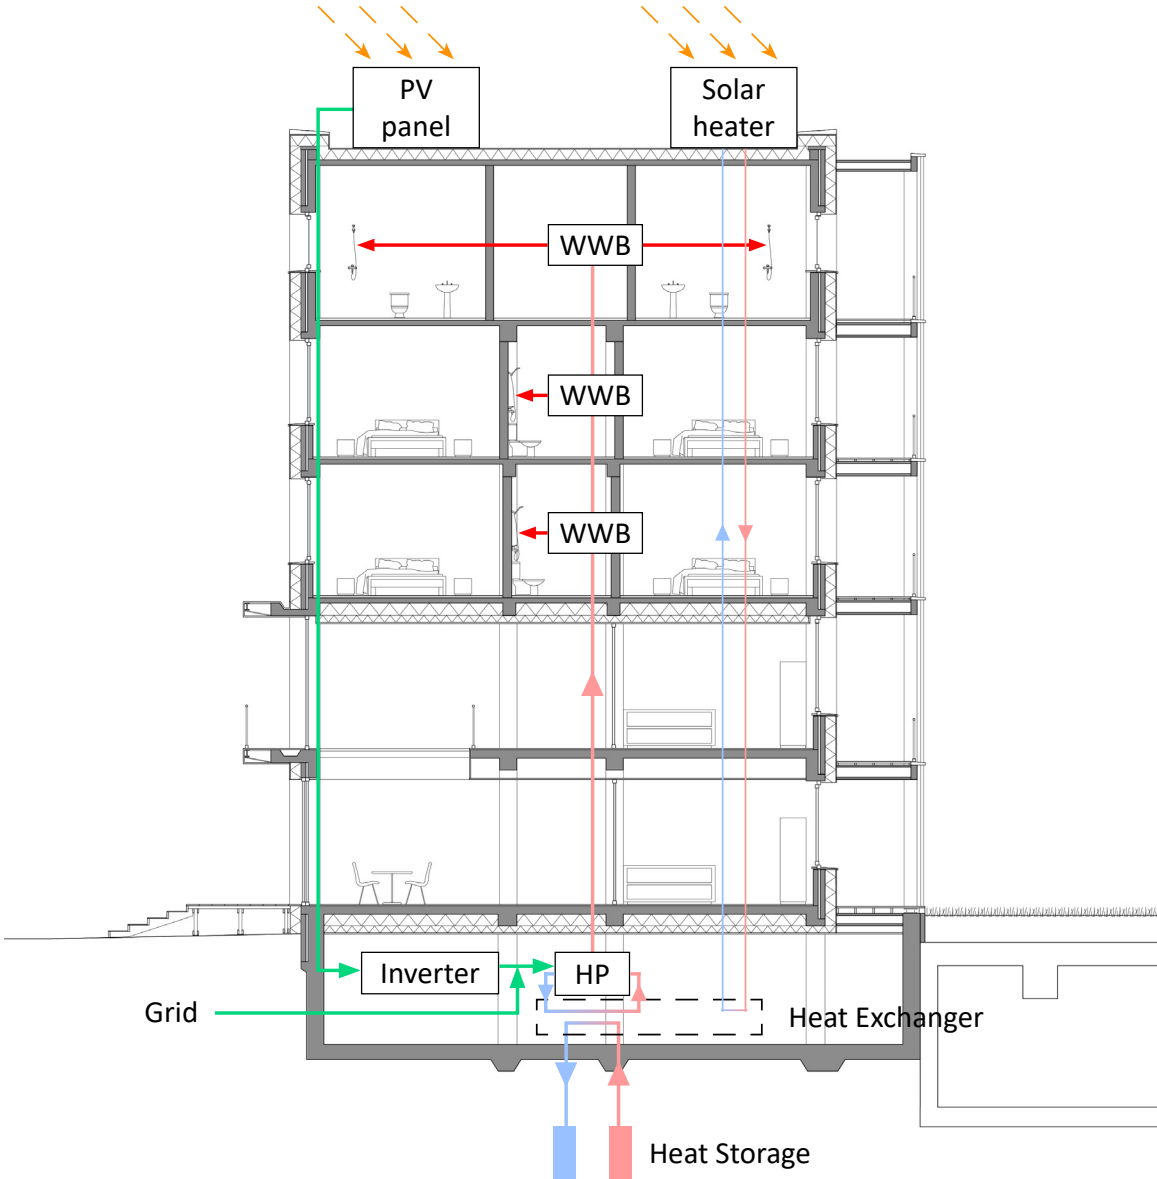 PV
panel
Solar
heater
WWB
WWB
WWB
Inverter
HP
Grid
Heat Exchanger
Heat Storage